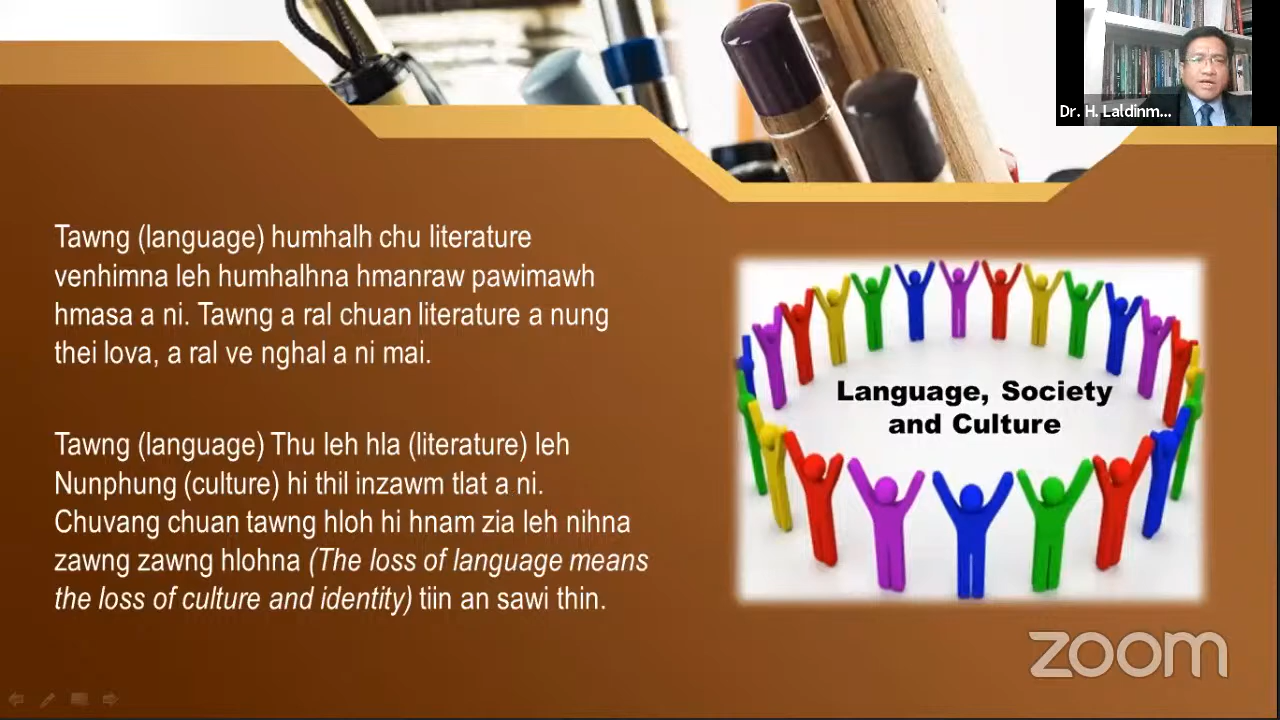 Dr. H. Laldinm...
Tawng (language) humhalh chu literature
venhimna leh humhalhna hmanraw pawimawh
hmasa a ni. Tawng a ral chuan literature a nung
thei lova, a ral ve nghal a ni mai.
Tawng (language) Thu leh hla (literature) leh
Nunphung (culture) hi thil inzawm tlat a ni.
Chuvang chuan tawng hloh hi hnam zia leh nihna
zawng zawng hlohna (The loss of language means
the loss of culture and identity) tiin an sawi thin.
Language, Society
and Culture
zoom